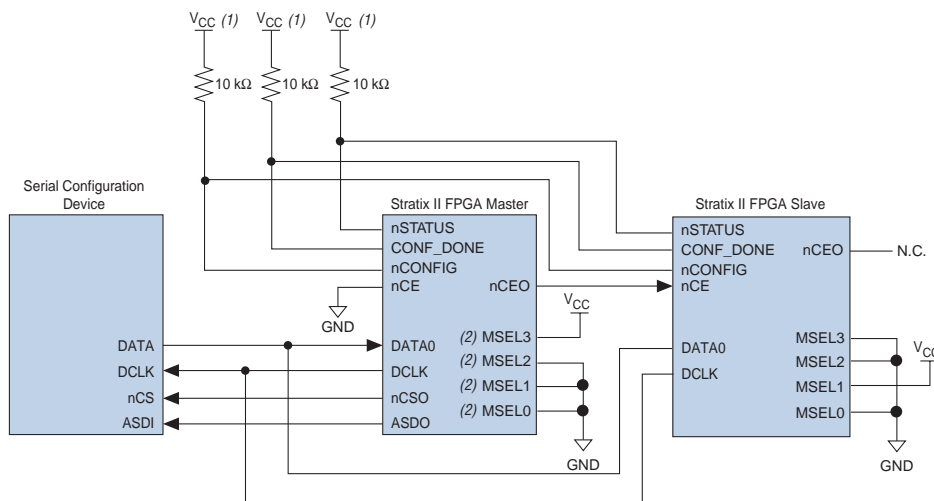 VCC (1) VCC (1) VCC (1)
10 kΩ 10 kΩ 10 kΩ
Serial Configuration
Device
DATA
DCLK
nCS
ASDI
Stratix II FPGA Master
nSTATUS
CONF_DONE
nCONFIG
nCE
nCEO
GND
VCC
DATA0
DCLK
nCSO
ASDO
(2) MSEL3
(2) MSEL2
(2) MSEL1
(2) MSEL0
GND
Stratix II FPGA Slave
nSTATUS
CONF_DONE
nCONFIG
nCE
nCEO
N.C.
DATA0
DCLK
MSEL3
MSEL2
MSEL1
MSEL0
VCC
GND